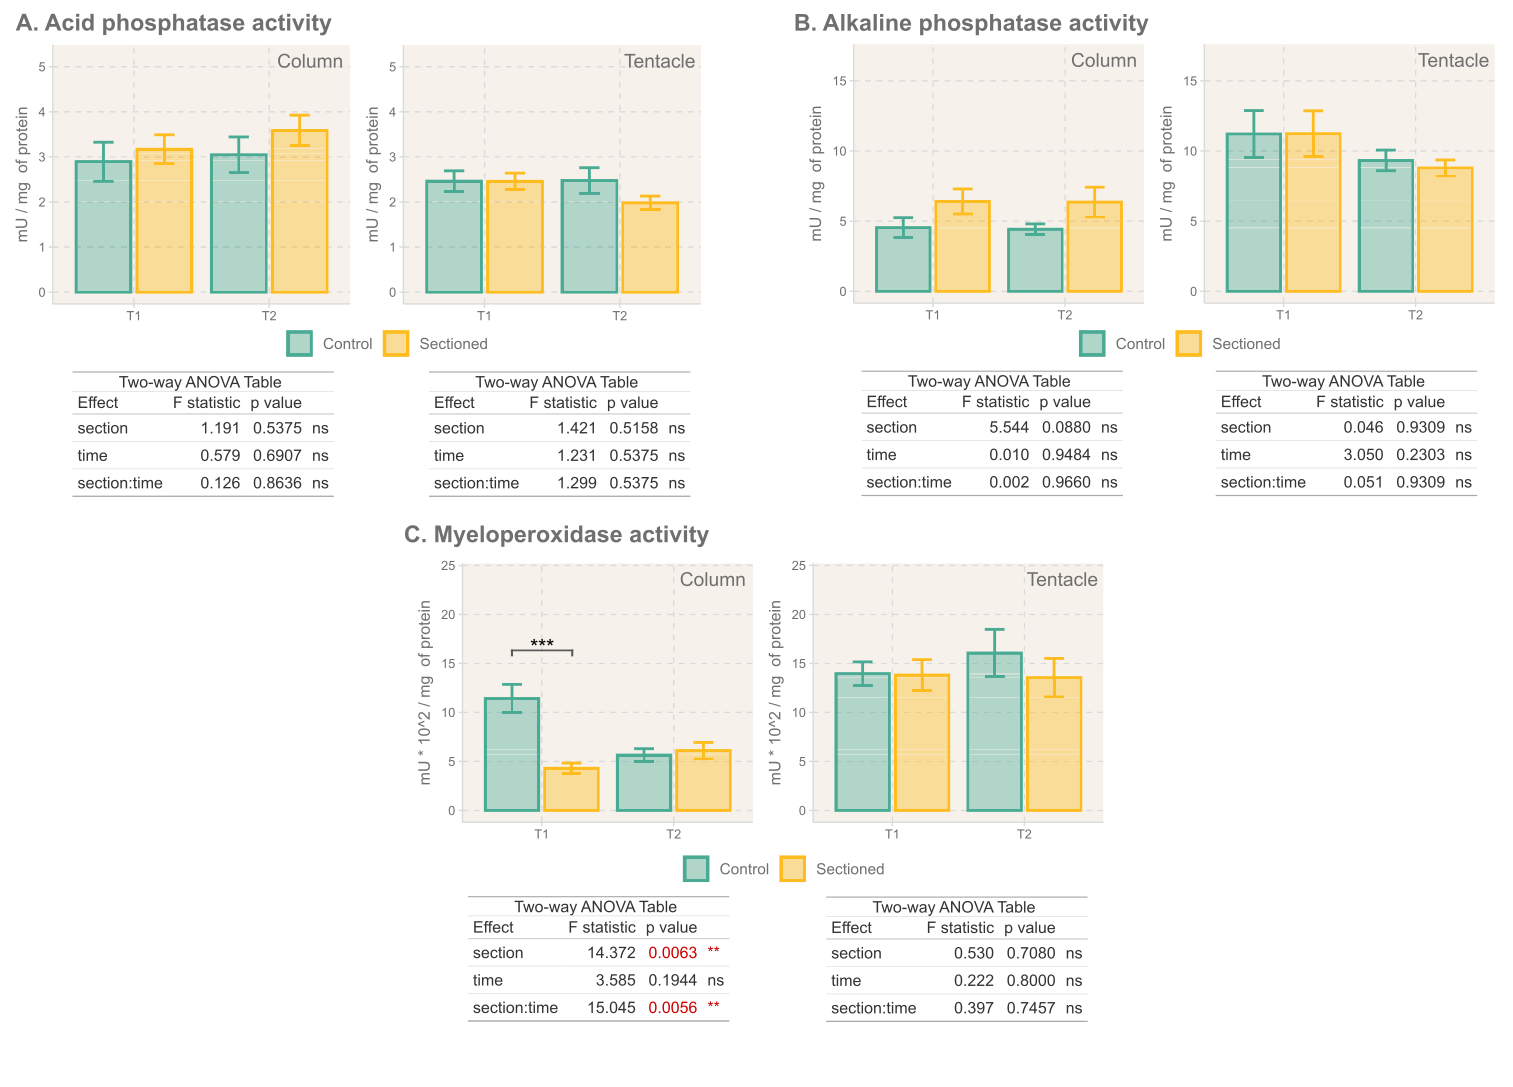 A. Acid phosphatase activity
Column
5
4
3
2
1
0
mU / mg of protein
T1
T2
Tentacle
5
4
3
2
1
0
mU / mg of protein
T1
T2
Control
Sectioned
Two-way ANOVA Table
Effect F statistic p value
section 1.191 0.5375 ns
time 0.579 0.6907 ns
section:time 0.126 0.8636 ns
Two-way ANOVA Table
Effect F statistic p value
section 1.421 0.5158 ns
time 1.231 0.5375 ns
section:time 1.299 0.5375 ns
B. Alkaline phosphatase activity
Column
15
10
5
0
mU / mg of protein
T1
T2
Tentacle
15
10
5
0
mU / mg of protein
T1
T2
Control
Sectioned
Two-way ANOVA Table
Effect F statistic p value
section 5.544 0.0880 ns
time 0.010 0.9484 ns
section:time 0.002 0.9660 ns
Two-way ANOVA Table
Effect F statistic p value
section 0.046 0.9309 ns
time 3.050 0.2303 ns
section:time 0.051 0.9309 ns
C. Myeloperoxidase activity
Column
25
20
15
10
5
0
mU * 10^2 / mg of protein
***
T1
T2
Tentacle
25
20
15
10
5
0
mU * 10^2 / mg of protein
T1
T2
Control
Sectioned
Two-way ANOVA Table
Effect F statistic p value
section 14.372 0.0063 **
time 3.585 0.1944 ns
section:time 15.045 0.0056 **
Two-way ANOVA Table
Effect F statistic p value
section 0.530 0.7080 ns
time 0.222 0.8000 ns
section:time 0.397 0.7457 ns